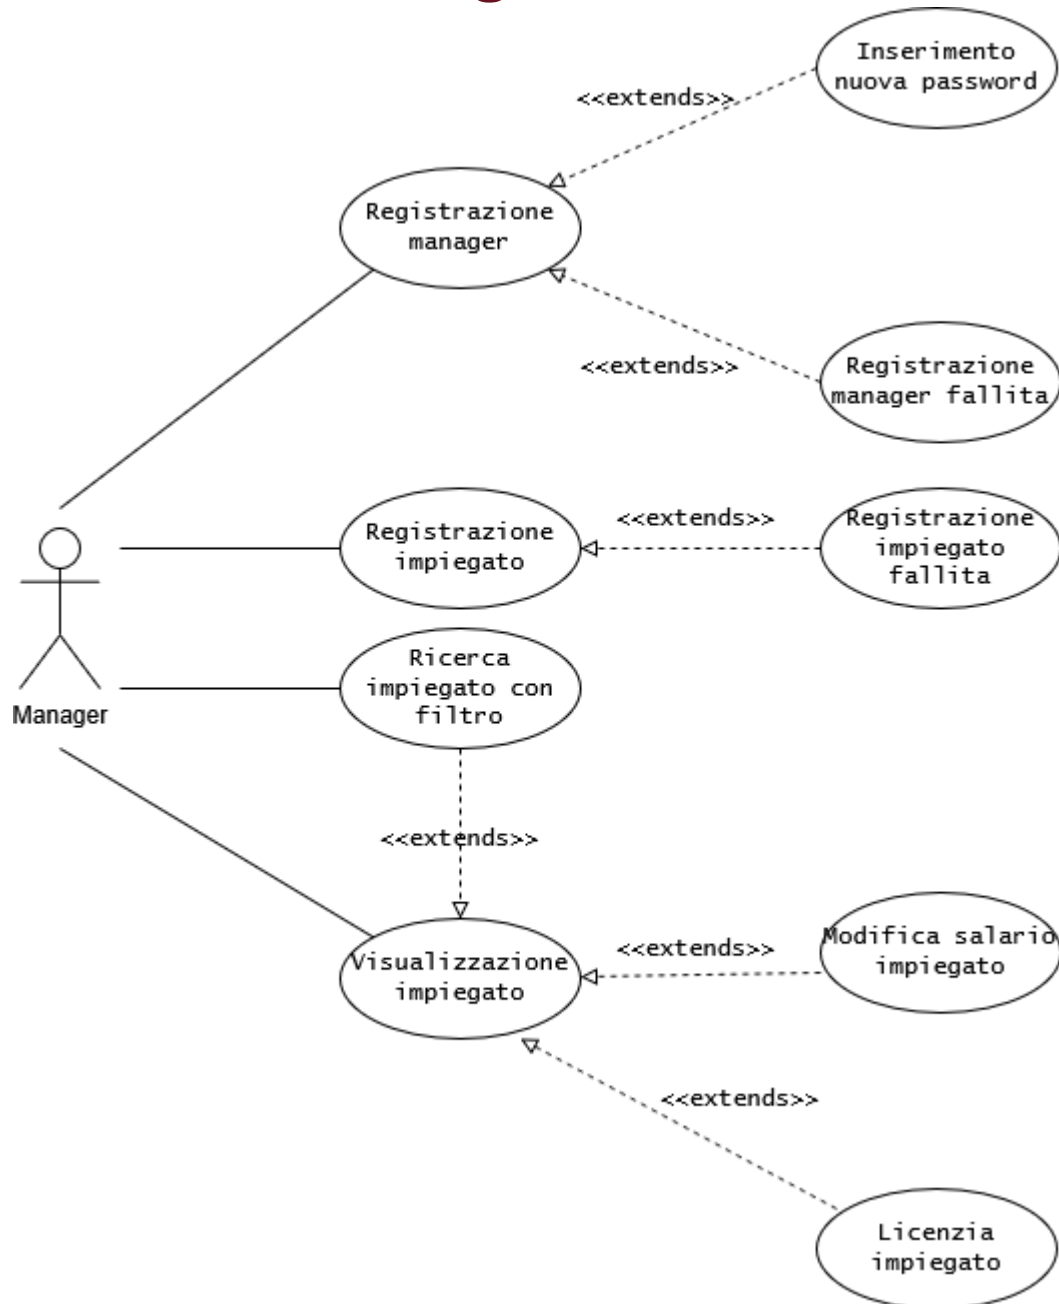 Inserimento
nuova password
<<extends>>
Registrazione
manager
<<extends>>
Registrazione
manager fallita
Registrazione
impiegato
<<extends>>
Registrazione
impiegato
fallita
Ricerca
impiegato con
filtro
Manager
<<extends>>
Visualizzazione
impiegato
<<extends>>
Modifica salario
impiegato
<<extends>>
Licenzia
impiegato